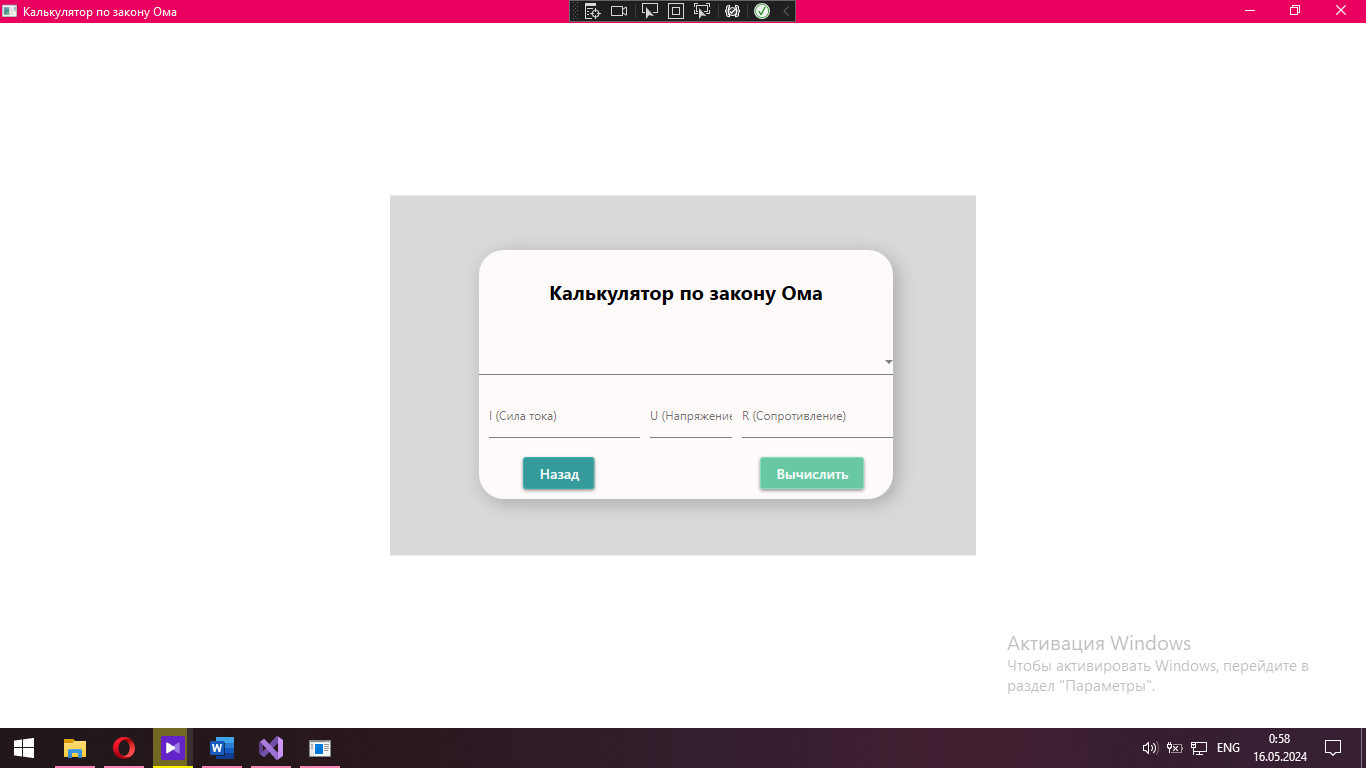 Калькулятор по закону Ома
Калькулятор по закону Ома
I (Сила тока)
U (Напряжение
R (Сопротивление)
Назад
Вычислить
Активация Windows
Чтобы активировать Windows, перейдите в
раздел "Параметры".
W
ENG
0:58
16.05.2024